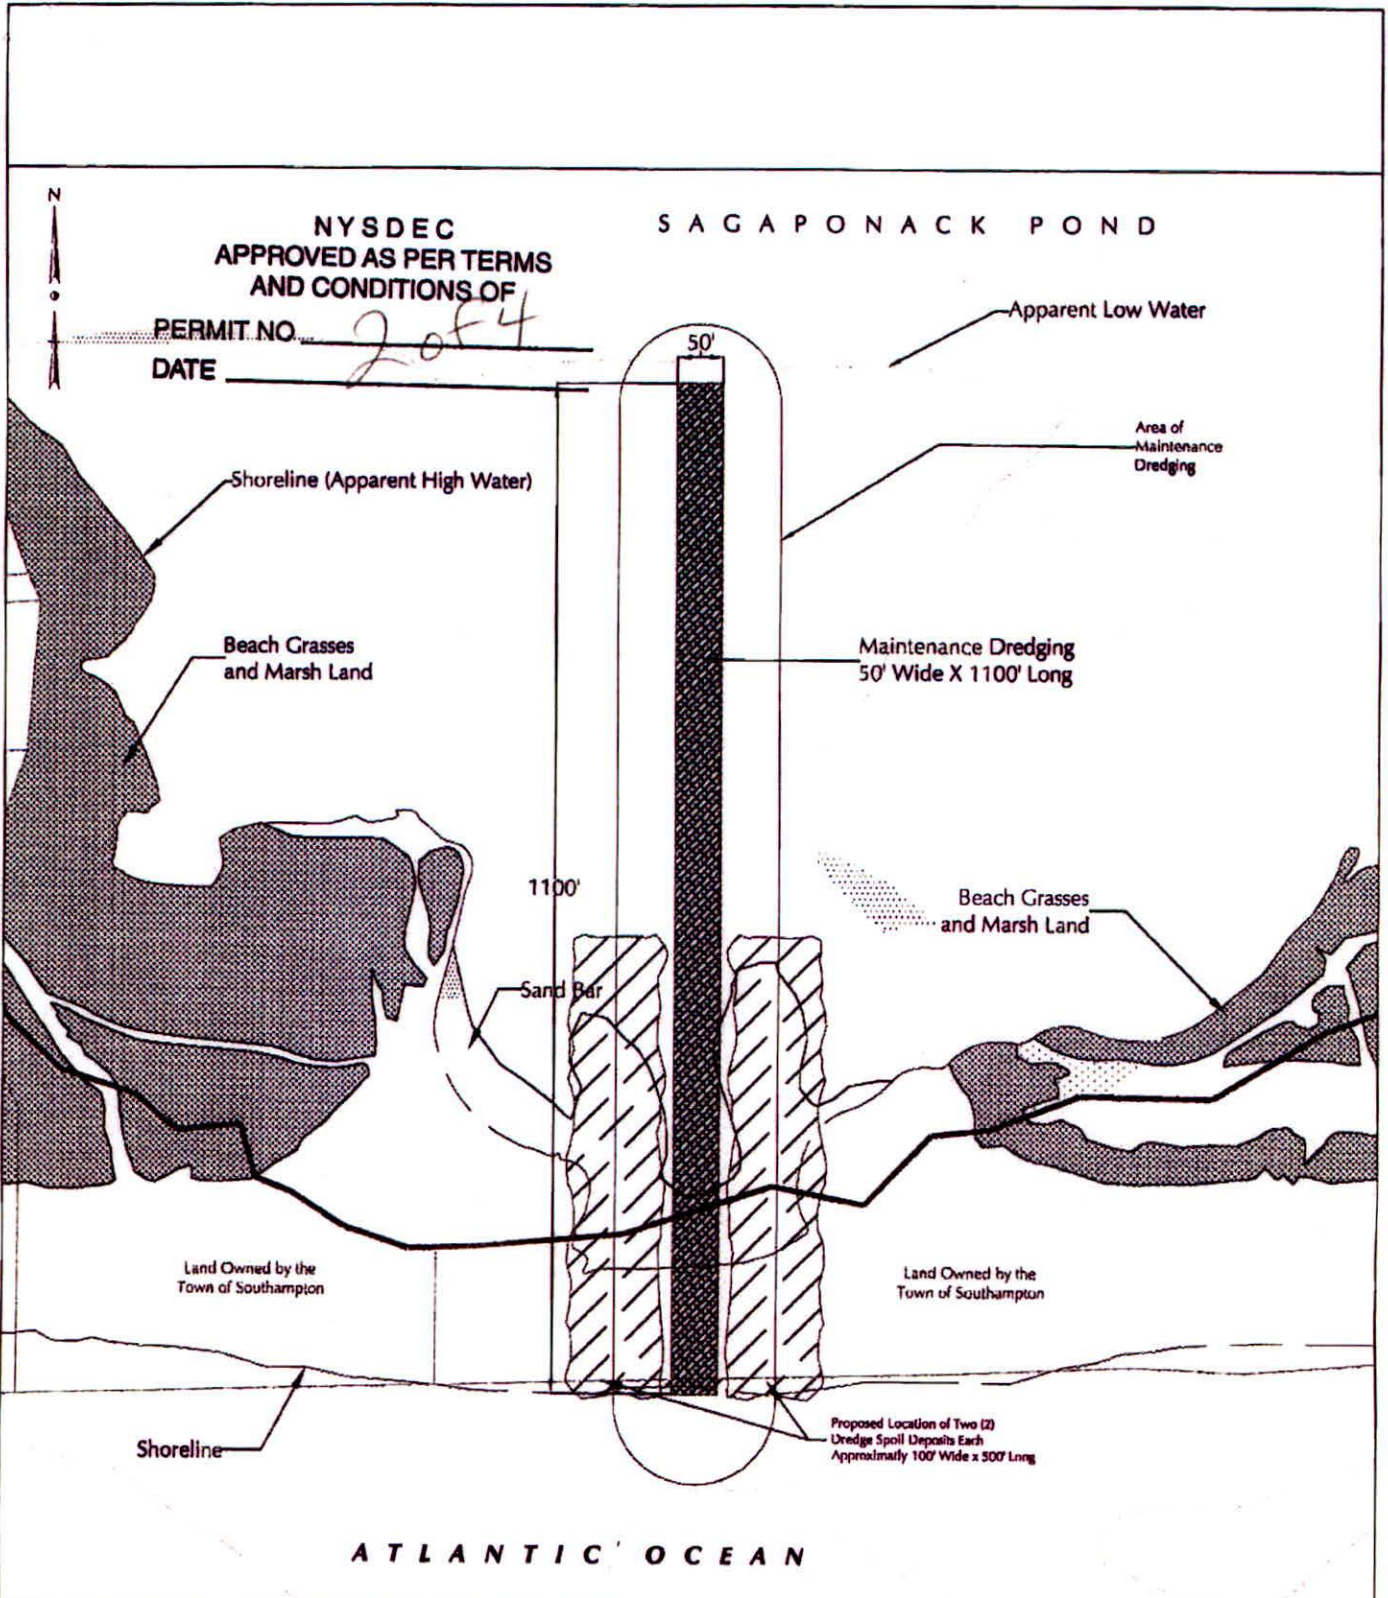 N
NYSDEC
APPROVED AS PER TERMS
AND CONDITIONS OF
PERMIT NO. 2 of 4
DATE
SAGAPONACK POND
Apparent Low Water
50'
Area of
Maintenance
Dredging
Shoreline (Apparent High Water)
Beach Grasses
and Marsh Land
Maintenance Dredging
50' Wide X 1100' Long
1100'
Beach Grasses
and Marsh Land
Sand Bar
Land Owned by the
Town of Southampton
Land Owned by the
Town of Southampton
Shoreline
Proposed Location of Two (2)
Dredge Spoil Deposits Each
Approximatly 100' Wide x 500' Long
ATLANTIC OCEAN